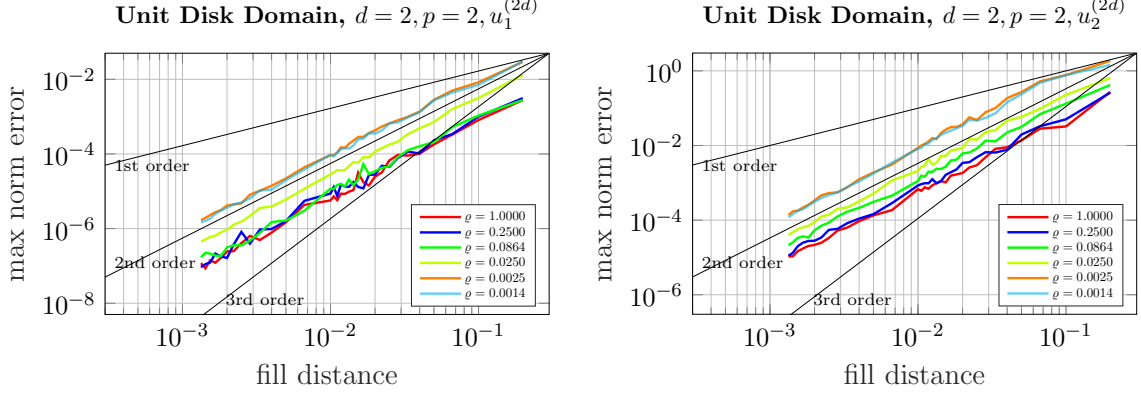 Unit Disk Domain, d = 2, p = 2, u_1^{(2d)}
max norm error
10^{-2}
10^{-4}
10^{-6}
10^{-8}
1st order
2nd order
3rd order
ϱ = 1.0000
ϱ = 0.2500
ϱ = 0.0864
ϱ = 0.0250
ϱ = 0.0025
ϱ = 0.0014
10^{-3} 10^{-2} 10^{-1}
fill distance
Unit Disk Domain, d = 2, p = 2, u_2^{(2d)}
max norm error
10^{0}
10^{-2}
10^{-4}
10^{-6}
1st order
2nd order
3rd order
ϱ = 1.0000
ϱ = 0.2500
ϱ = 0.0864
ϱ = 0.0250
ϱ = 0.0025
ϱ = 0.0014
10^{-3} 10^{-2} 10^{-1}
fill distance